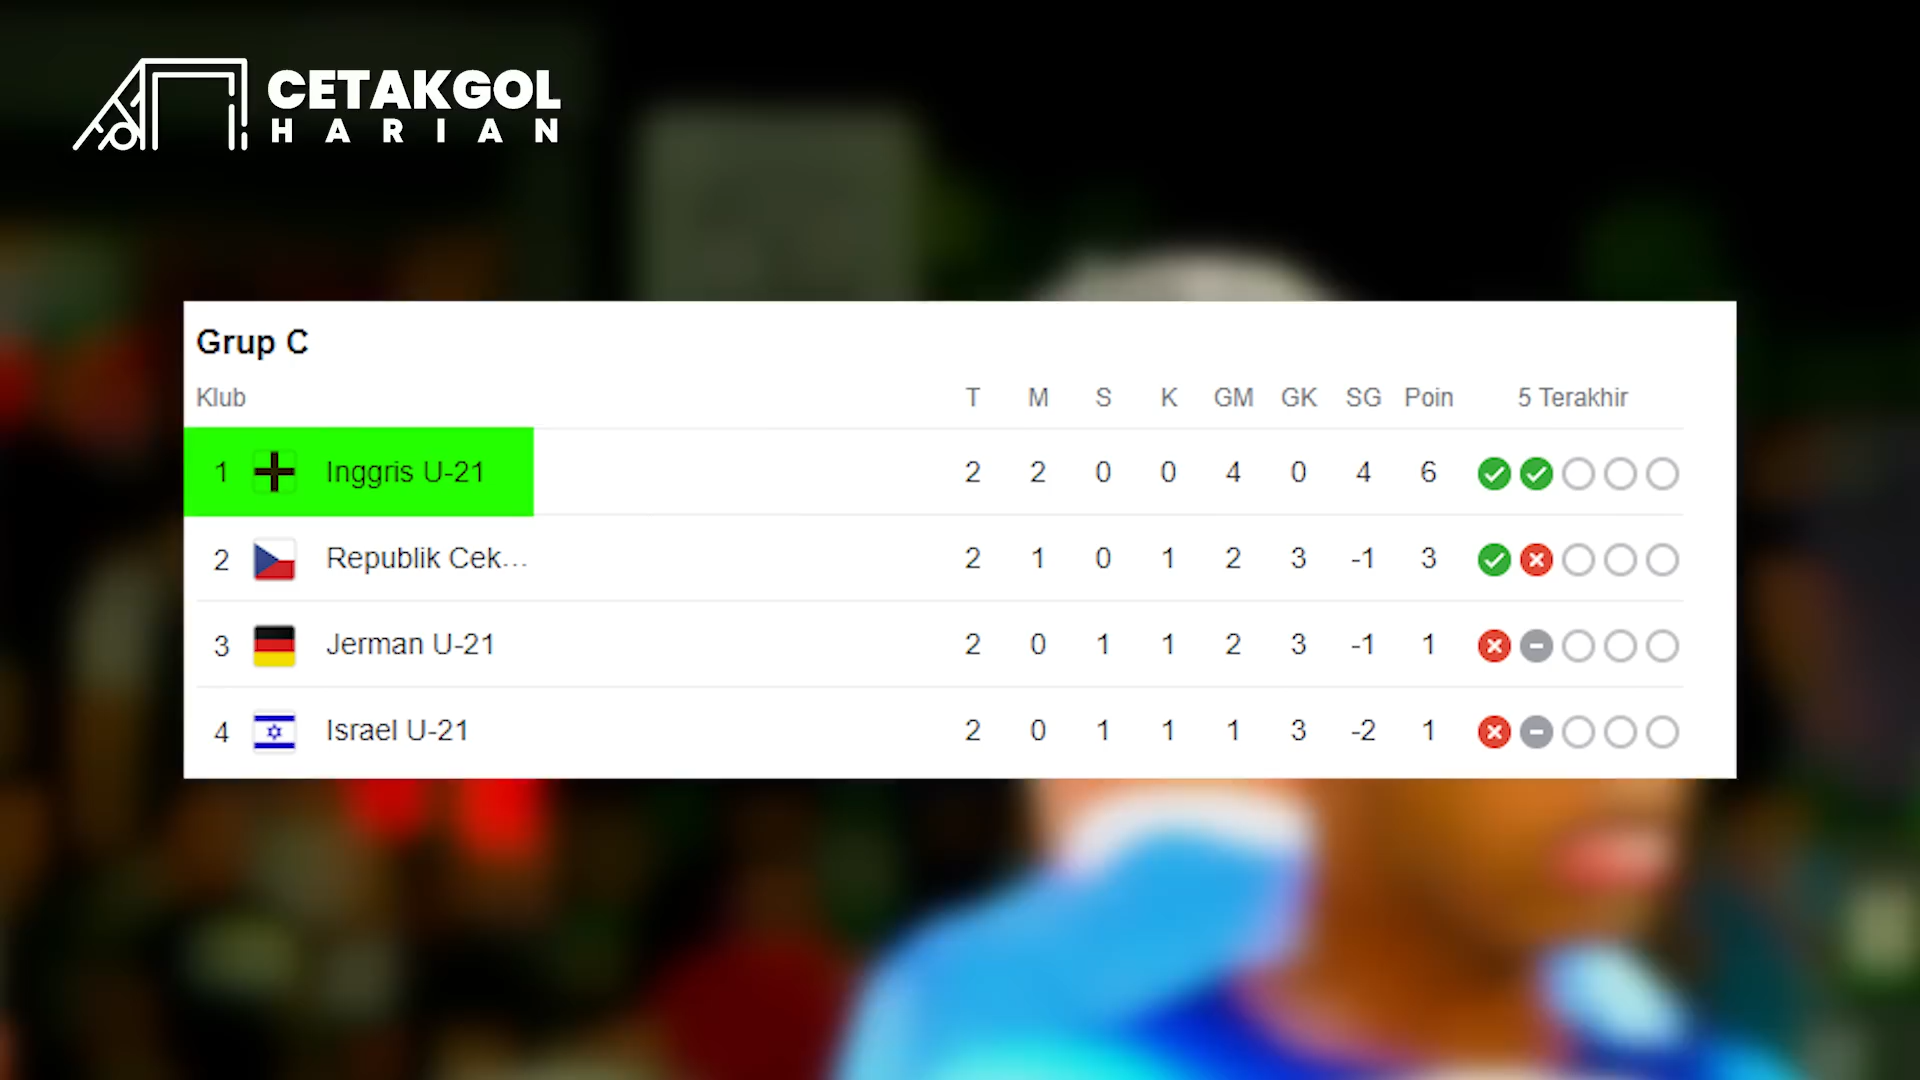 CETAKGOL
HARIAN
Grup C
Klub T M S K GM GK SG Poin 5 Terakhir
1 Inggris U-21 2 2 0 0 4 0 4 6
2 Republik Cek... 2 1 0 1 2 3 -1 3
3 Jerman U-21 2 0 1 1 2 3 -1 1
4 Israel U-21 2 0 1 1 1 3 -2 1